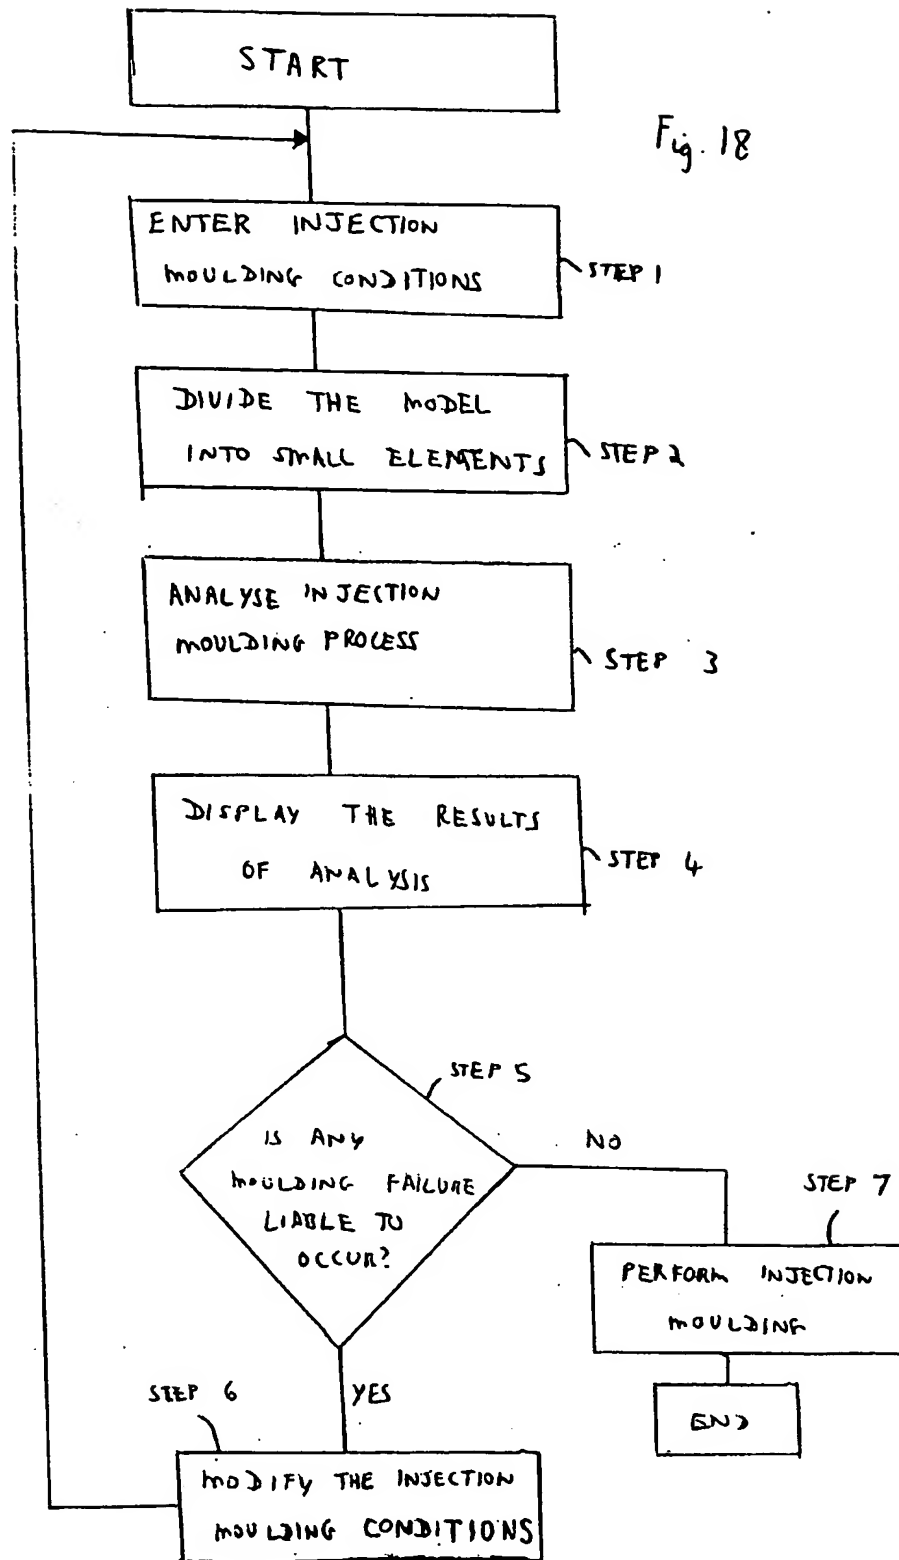 START
Fig. 18
ENTER INJECTION
MOULDING CONDITIONS
STEP 1
DIVIDE THE MODEL
INTO SMALL ELEMENTS
STEP 2
ANALYSE INJECTION
MOULDING PROCESS
STEP 3
DISPLAY THE RESULTS
OF ANALYSIS
STEP 4
STEP 5
IS ANY
MOULDING FAILURE
LIABLE TO
OCCUR?
NO
STEP 7
PERFORM INJECTION
MOULDING
END
YES
STEP 6
MODIFY THE INJECTION
MOULDING CONDITIONS